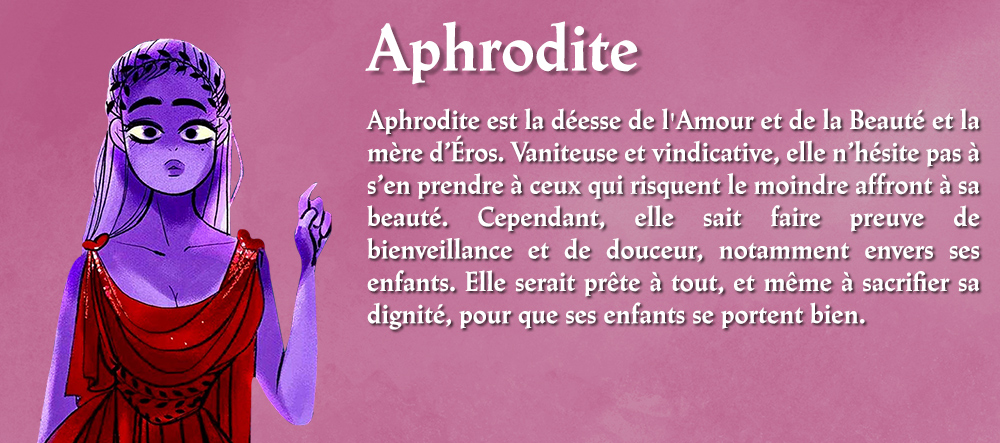 Aphrodite
Aphrodite est la déesse de l'Amour et de la Beauté et la
mère d’Éros. Vaniteuse et vindicative, elle n’hésite pas à
s’en prendre à ceux qui risquent le moindre affront à sa
beauté. Cependant, elle sait faire preuve de
bienveillance et de douceur, notamment envers ses
enfants. Elle serait prête à tout, et même à sacrifier sa
dignité, pour que ses enfants se portent bien.